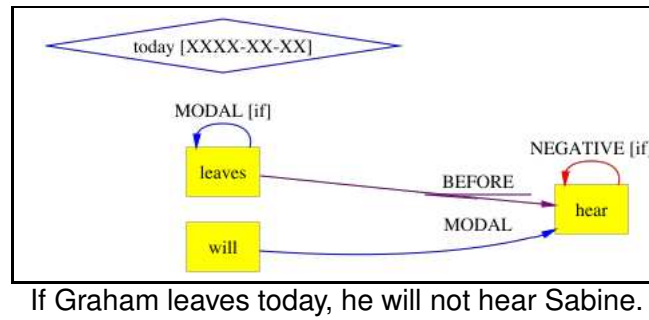 today [XXXX-XX-XX]
MODAL [if]
leaves
NEGATIVE [if]
BEFORE
hear
MODAL
will
If Graham leaves today, he will not hear Sabine.